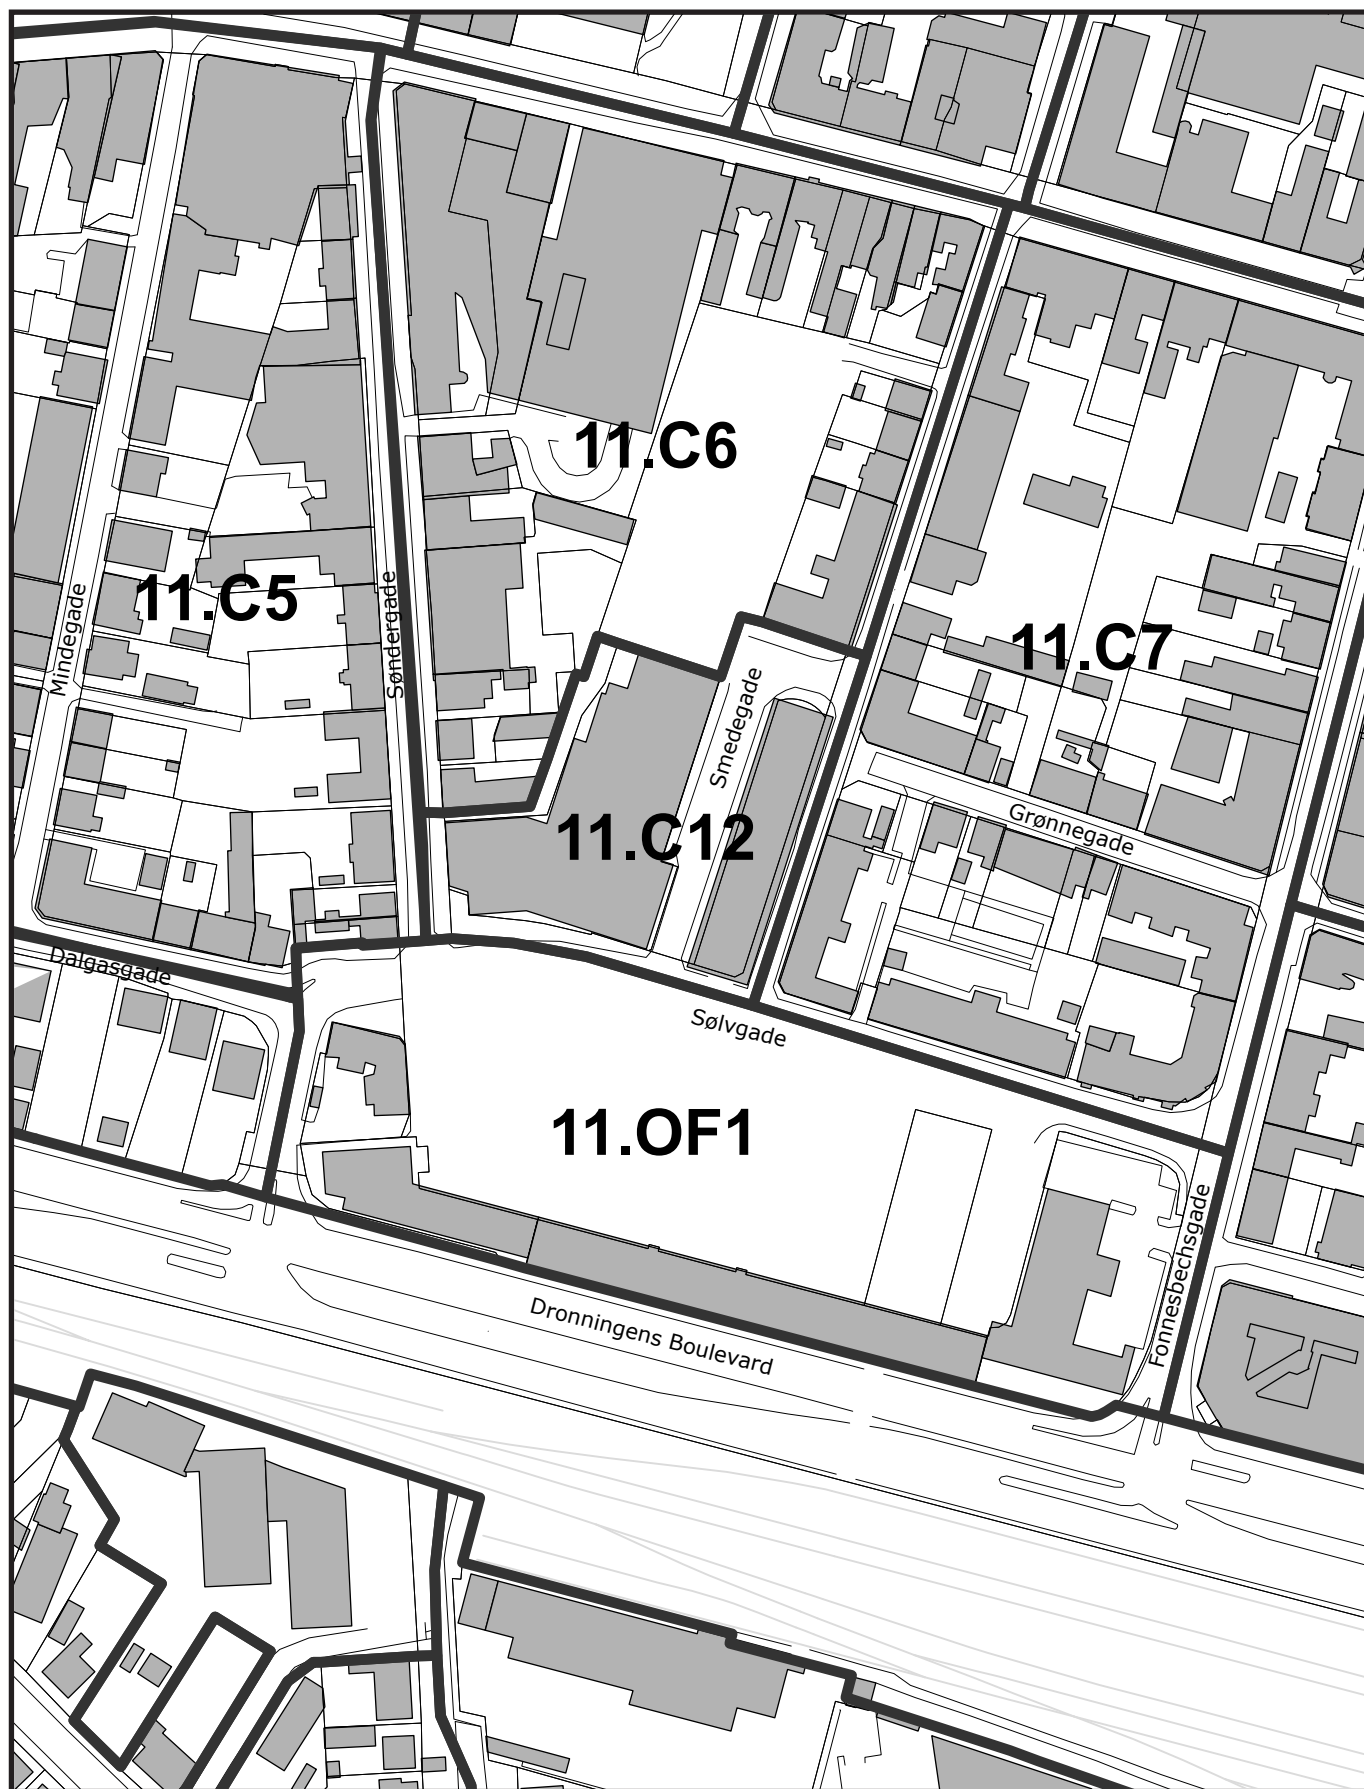 11.C6
11.C5
Mindegade
Søndergade
11.C7
Smedegade
11.C12
Grønnegade
Dalgasgade
Sølvgade
11.OF1
Fonnesbechsgade
Dronningens Boulevard